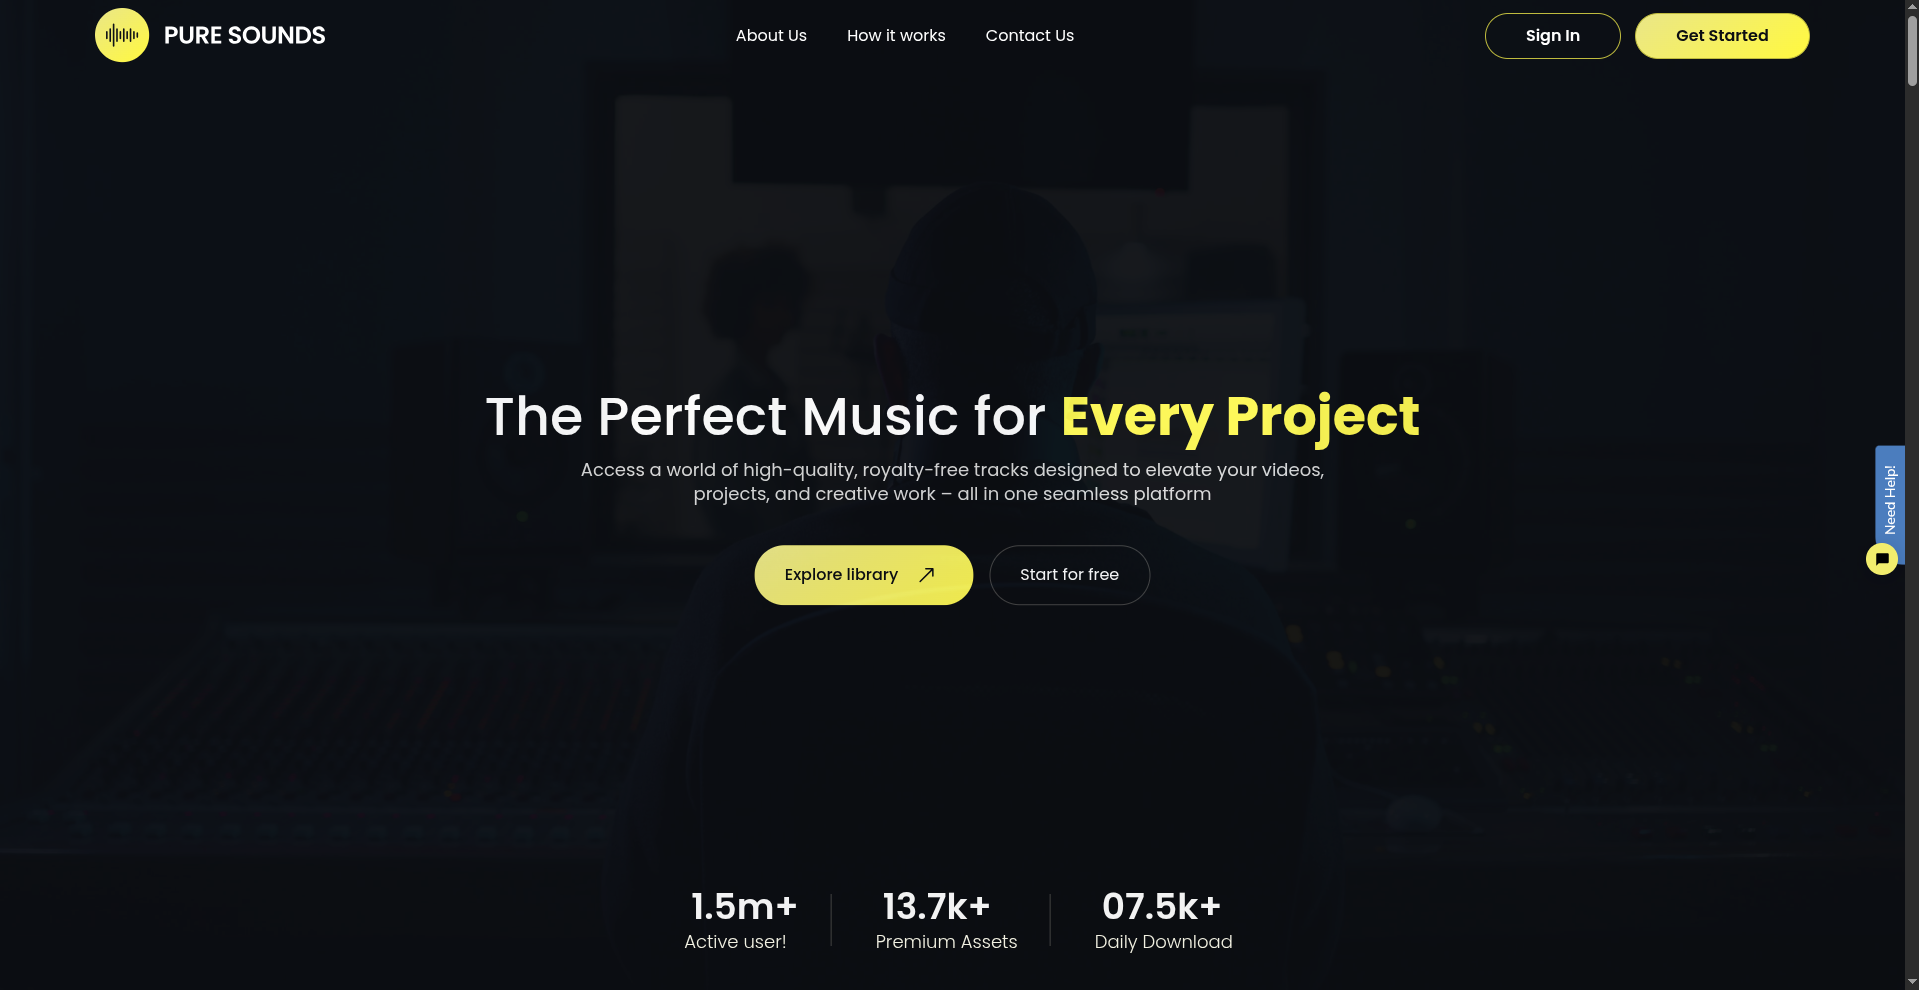 PURE SOUNDS
About Us
How it works
Contact Us
Sign In
Get Started
The Perfect Music for Every Project
Access a world of high-quality, royalty-free tracks designed to elevate your videos,
projects, and creative work – all in one seamless platform
Explore library
Start for free
Need Help!
1.5m+
Active user!
13.7k+
Premium Assets
07.5k+
Daily Download